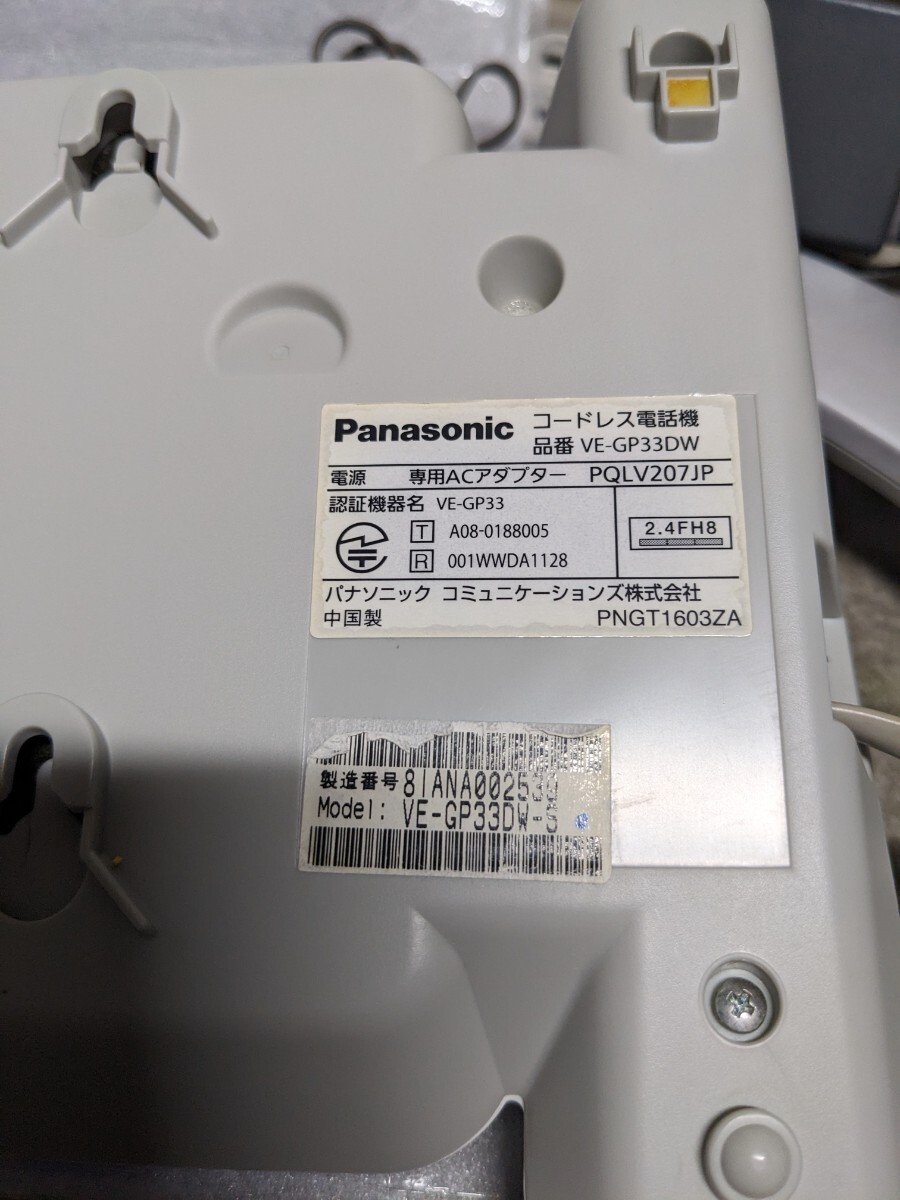 Panasonic コードレス電話機
品番 VE-GP33DW
電源 専用ACアダプター PQLV207JP
認証機器名 VE-GP33
T A08-0188005
R 001WWDA1128
2.4FH8
パナソニック コミュニケーションズ株式会社
中国製 PNGT1603ZA
製造番号
Model: VE-GP33DW-S